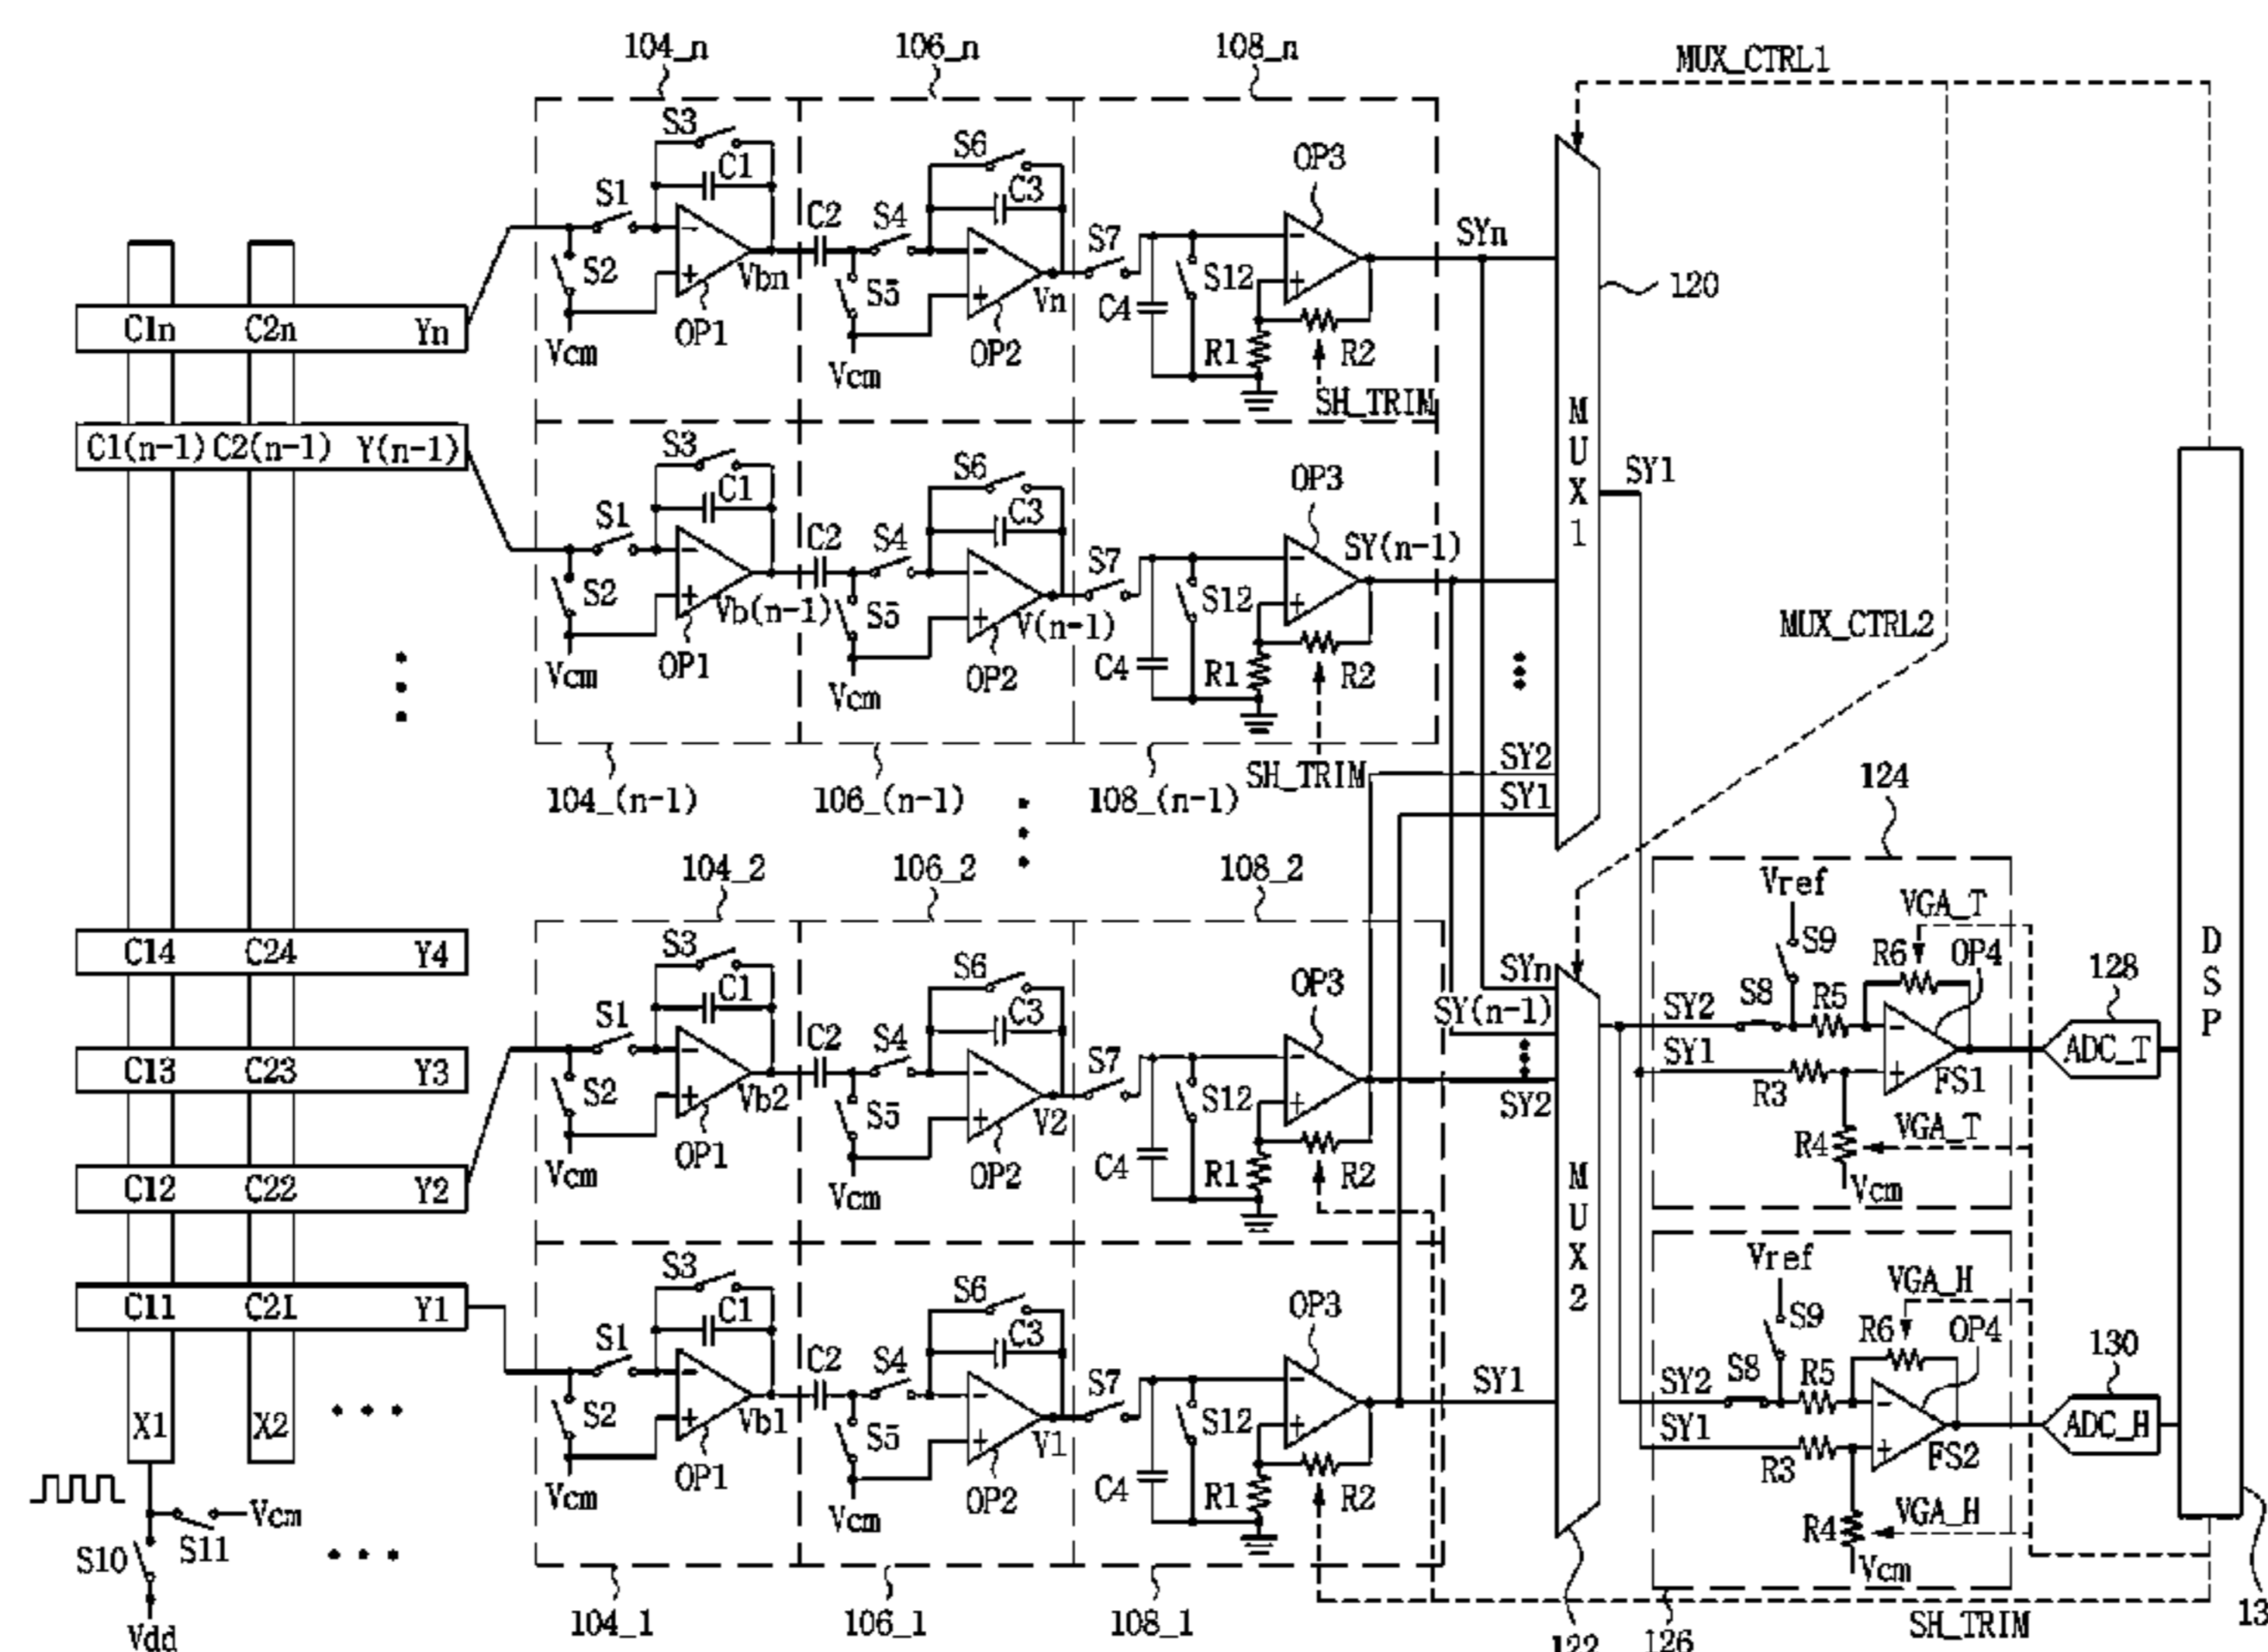 104_n 106_n 108_n MUX_CTRL1
S3 C1 S1 S2 Vbn OP1 Vcm
C2 S4 S5 S6 C3 Vn OP2 Vcm
S7 C4 S12 OP3 R1 R2 SH_TRIM
SYn
120
C1n C2n Yn
C1(n-1) C2(n-1) Y(n-1)
S3 C1 S1 S2 Vb(n-1) OP1 Vcm
C2 S4 S5 S6 C3 V(n-1) OP2 Vcm
S7 C4 S12 OP3 R1 R2 SH_TRIM
SY(n-1)
MUX1
SY1
MUX_CTRL2
104_(n-1) 106_(n-1) 108_(n-1)
SY2
SY1
104_2 106_2 108_2
C14 C24 Y4
C13 C23 Y3
C12 C22 Y2
S3 C1 S1 S2 Vb2 OP1 Vcm
C2 S4 S5 S6 C3 V2 OP2 Vcm
S7 C4 S12 OP3 R1 R2
SYn
SY(n-1)
SY2
C11 C21 Y1
S3 C1 S1 S2 Vb1 OP1 Vcm
C2 S4 S5 S6 C3 V1 OP2 Vcm
S7 C4 S12 OP3 R1 R2
SY1
MUX2
X1 X2
S10 S11 Vcm
Vdd
104_1 106_1 108_1
122
124
Vref S9 VGA_T R6 OP4
SY2 S8 R5
SY1 R3 FS1
R4 VGA_T
Vcm
128
ADC_T
Vref S9 VGA_H R6 OP4
SY2 S8 R5
SY1 R3 FS2
R4 VGA_H
Vcm
130
ADC_H
126
SH_TRIM
DSP